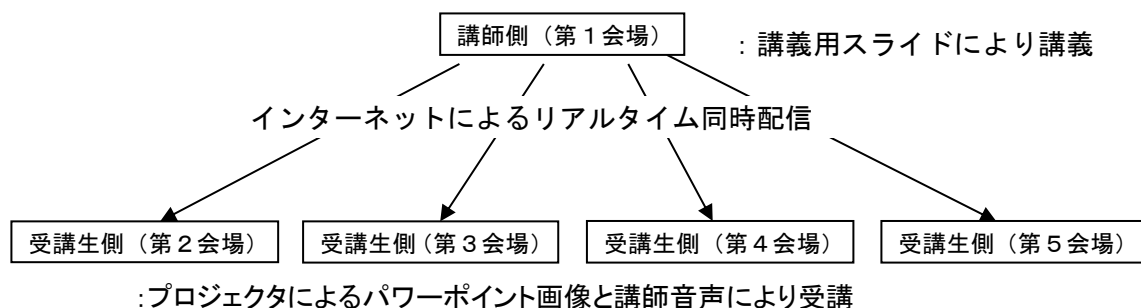 講師側（第１会場）
：講義用スライドにより講義
インターネットによるリアルタイム同時配信
受講生側（第２会場）
受講生側（第３会場）
受講生側（第４会場）
受講生側（第５会場）
：プロジェクタによるパワーポイント画像と講師音声により受講